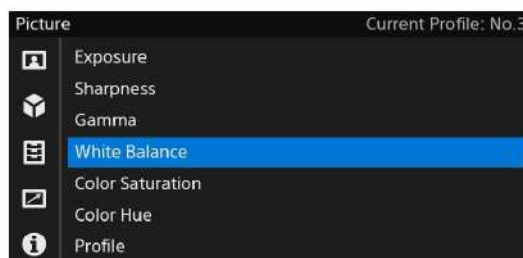 Picture
Current Profile: No.3
Exposure
Sharpness
Gamma
White Balance
Color Saturation
Color Hue
Profile